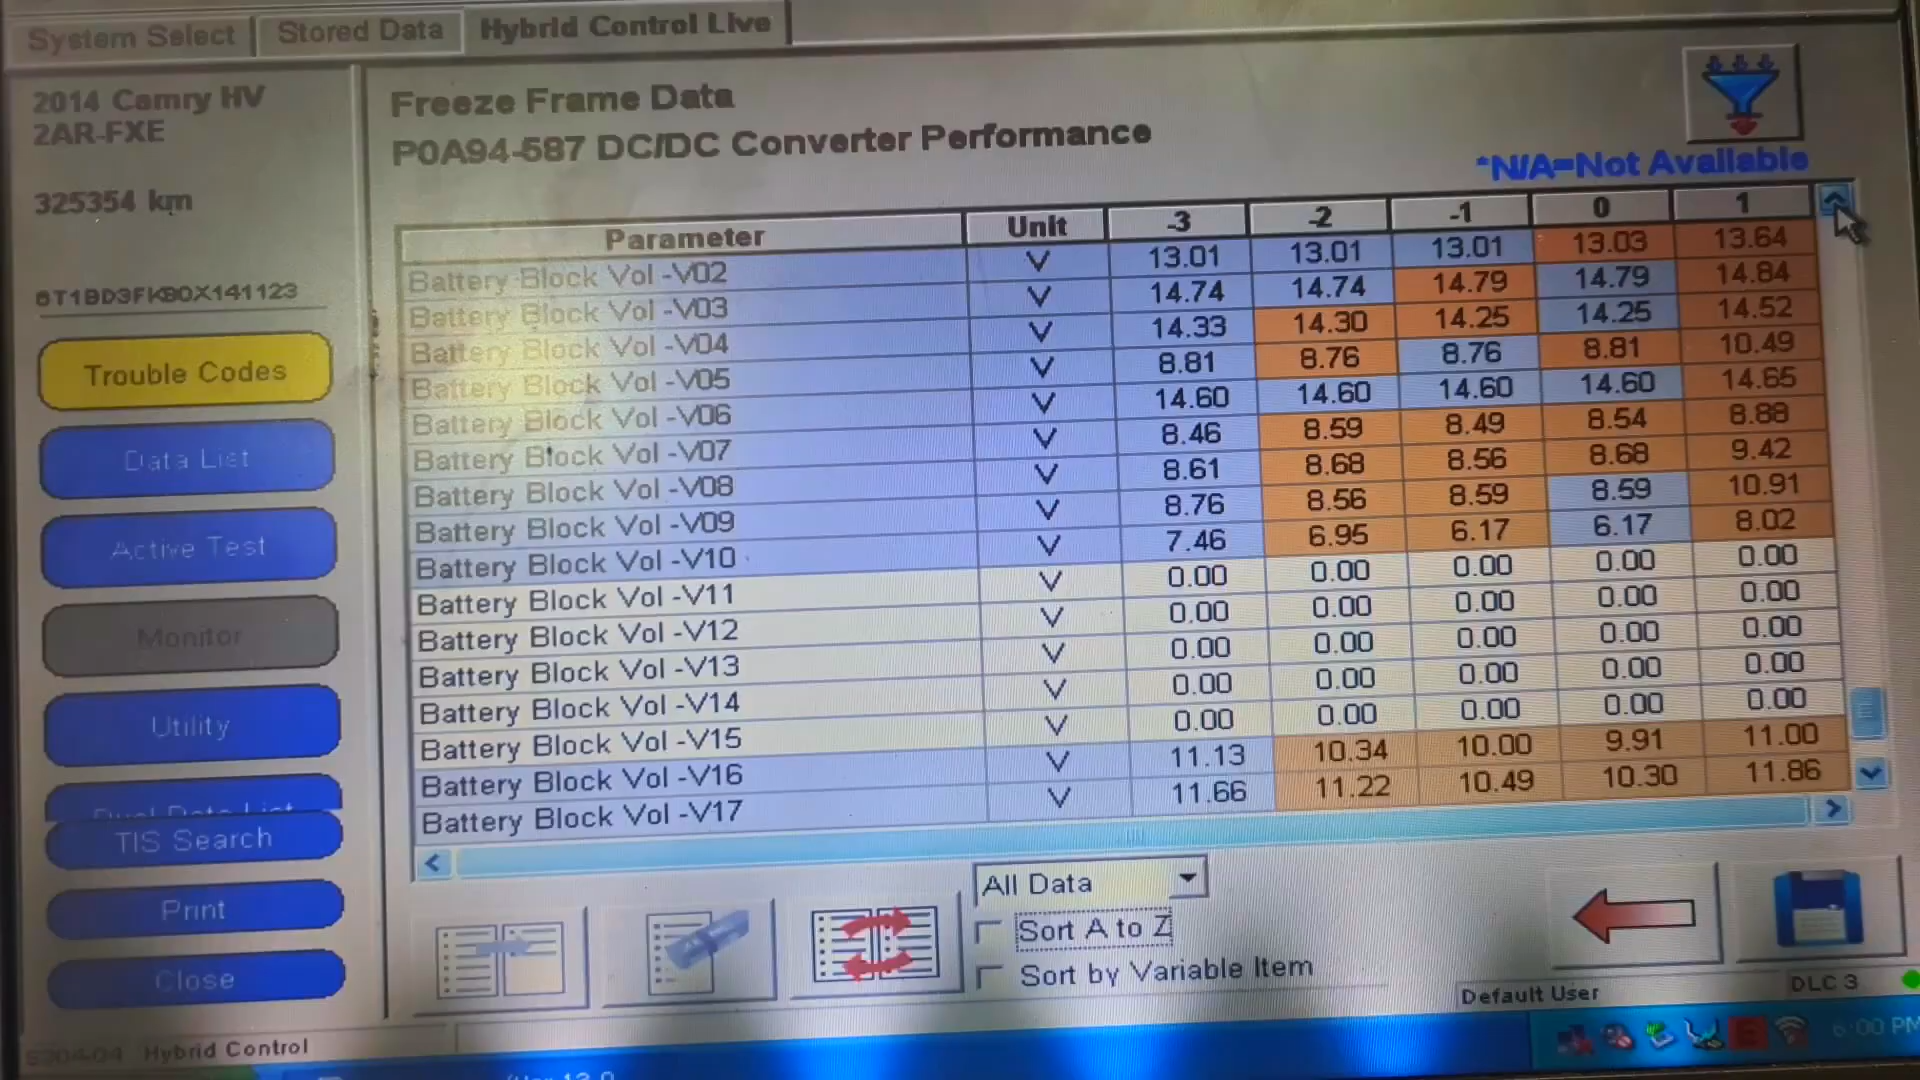 System Select Stored Data Hybrid Control Live
2014 Camry HV
2AR-FXE
325354 km
6T1BD3FK80X141123
Trouble Codes
Data List
Active Test
Monitor
Utility
Dual Data List
TIS Search
Print
Close
Freeze Frame Data
P0A94-587 DC/DC Converter Performance
*N/A=Not Available
Parameter Unit -3 -2 -1 0 1
Battery Block Vol -V02 V 13.01 13.01 13.01 13.03 13.64
Battery Block Vol -V03 V 14.74 14.74 14.79 14.79 14.84
Battery Block Vol -V04 V 14.33 14.30 14.25 14.25 14.52
Battery Block Vol -V05 V 8.81 8.76 8.76 8.81 10.49
Battery Block Vol -V06 V 14.60 14.60 14.60 14.60 14.65
Battery Block Vol -V07 V 8.46 8.59 8.49 8.54 8.88
Battery Block Vol -V08 V 8.61 8.68 8.56 8.68 9.42
Battery Block Vol -V09 V 8.76 8.56 8.59 8.59 10.91
Battery Block Vol -V10 V 7.46 6.95 6.17 6.17 8.02
Battery Block Vol -V11 V 0.00 0.00 0.00 0.00 0.00
Battery Block Vol -V12 V 0.00 0.00 0.00 0.00 0.00
Battery Block Vol -V13 V 0.00 0.00 0.00 0.00 0.00
Battery Block Vol -V14 V 0.00 0.00 0.00 0.00 0.00
Battery Block Vol -V15 V 0.00 0.00 0.00 0.00 0.00
Battery Block Vol -V16 V 11.13 10.34 10.00 9.91 11.00
Battery Block Vol -V17 V 11.66 11.22 10.49 10.30 11.86
All Data
Sort A to Z
Sort by Variable Item
Default User
DLC 3
S304-04 Hybrid Control
6:00 PM